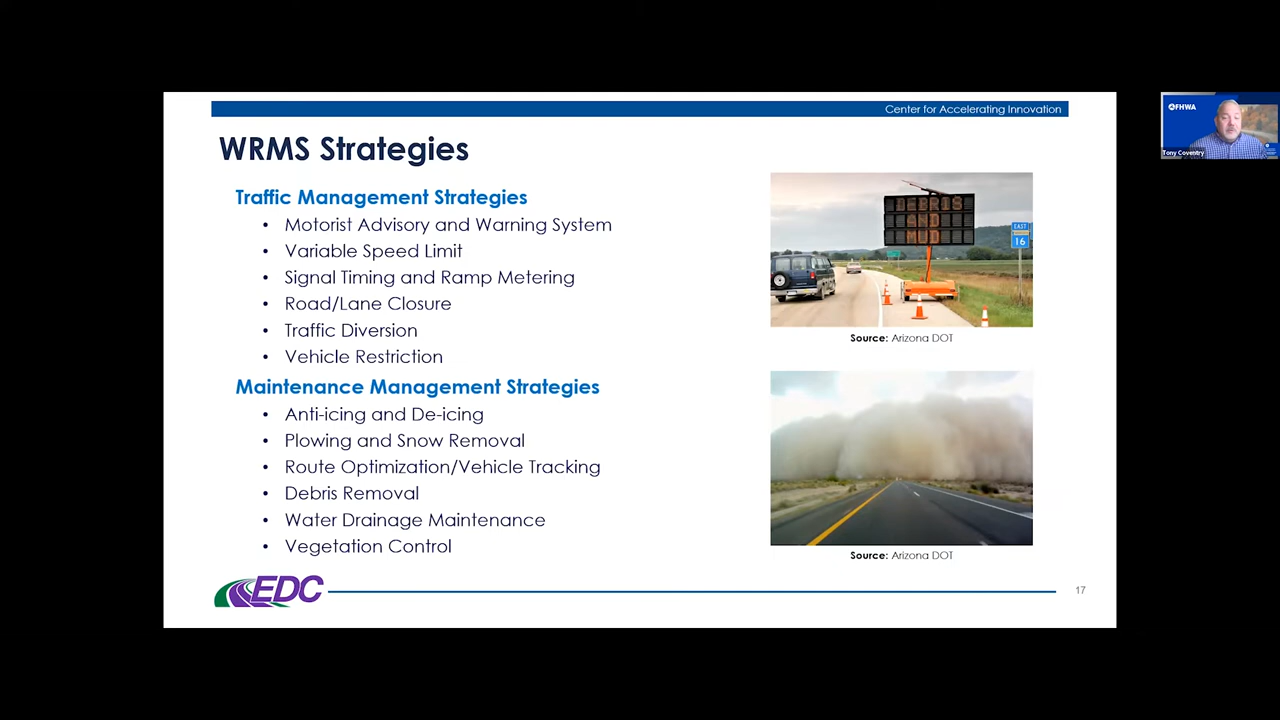 Center for Accelerating Innovation
WRMS Strategies
Traffic Management Strategies
• Motorist Advisory and Warning System
• Variable Speed Limit
• Signal Timing and Ramp Metering
• Road/Lane Closure
• Traffic Diversion
• Vehicle Restriction
Maintenance Management Strategies
• Anti-icing and De-icing
• Plowing and Snow Removal
• Route Optimization/Vehicle Tracking
• Debris Removal
• Water Drainage Maintenance
• Vegetation Control
DEBRIS
AND
MUD
EAST
16
Source: Arizona DOT
Source: Arizona DOT
EDC
17
FHWA
Tony Coventry